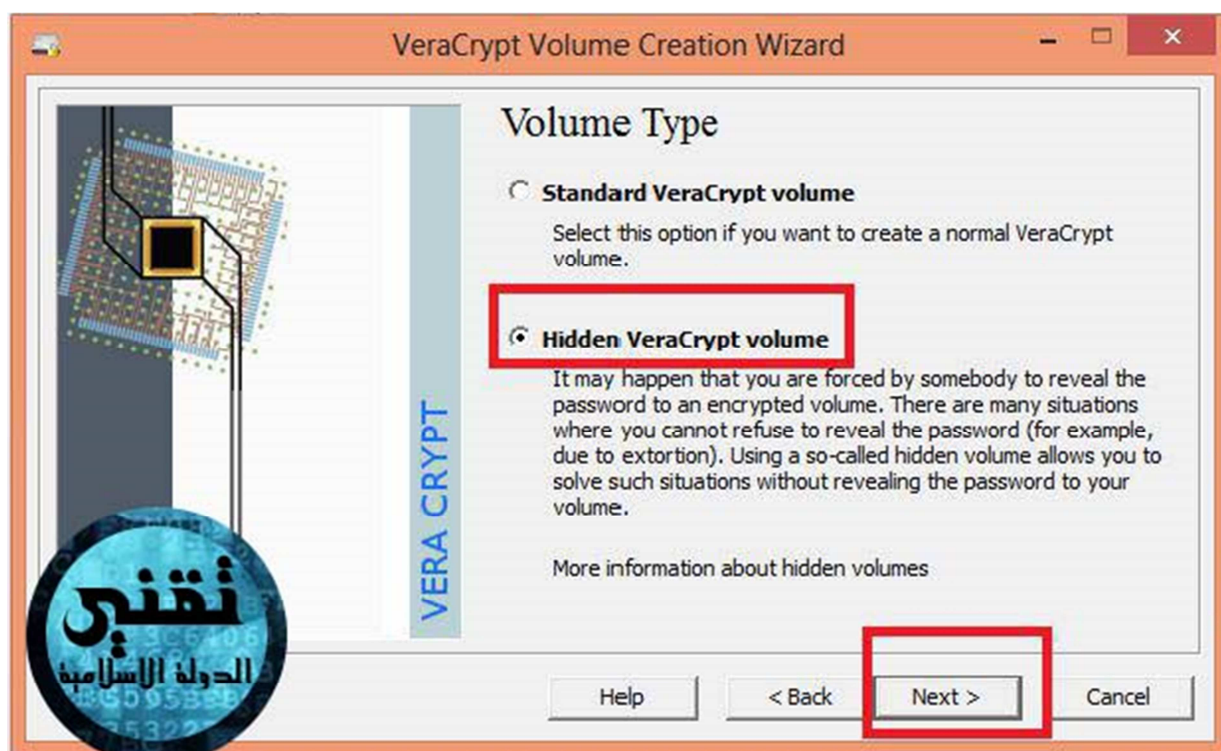 VeraCrypt Volume Creation Wizard
Volume Type
Standard VeraCrypt volume
Select this option if you want to create a normal VeraCrypt
volume.
Hidden VeraCrypt volume
It may happen that you are forced by somebody to reveal the
password to an encrypted volume. There are many situations
where you cannot refuse to reveal the password (for example,
due to extortion). Using a so-called hidden volume allows you to
solve such situations without revealing the password to your
volume.
More information about hidden volumes
VERA CRYPT
تقني
الدولة الاسلامية
Help
< Back
Next >
Cancel